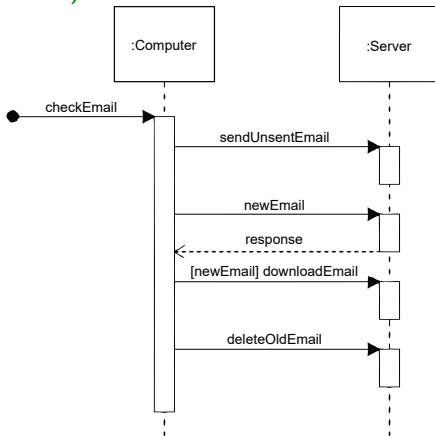 :Computer
:Server
checkEmail
sendUnsentEmail
newEmail
response
[newEmail] downloadEmail
deleteOldEmail